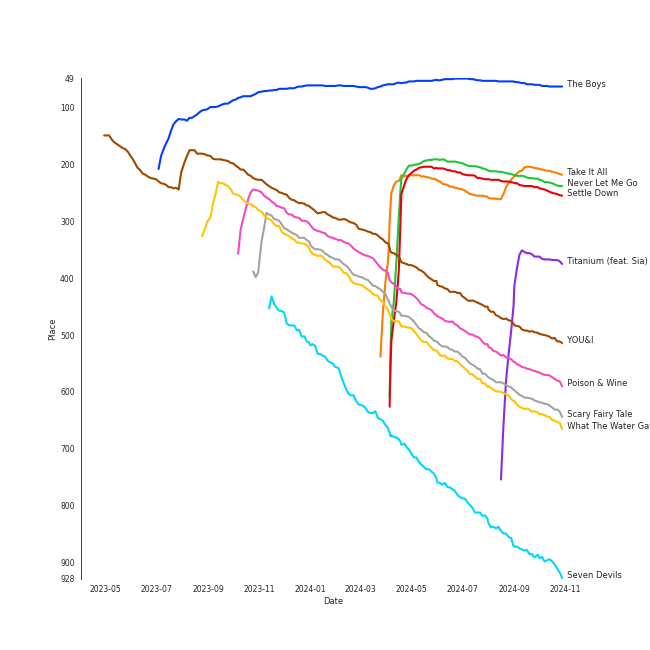 49
100
200
300
400
500
600
700
800
900
928
Place
2023-05
2023-07
2023-09
2023-11
2024-01
2024-03
2024-05
2024-07
2024-09
2024-11
Date
The Boys
Take It All
Never Let Me Go
Settle Down
Titanium (feat. Sia)
YOU&I
Poison & Wine
Scary Fairy Tale
What The Water Ga
Seven Devils